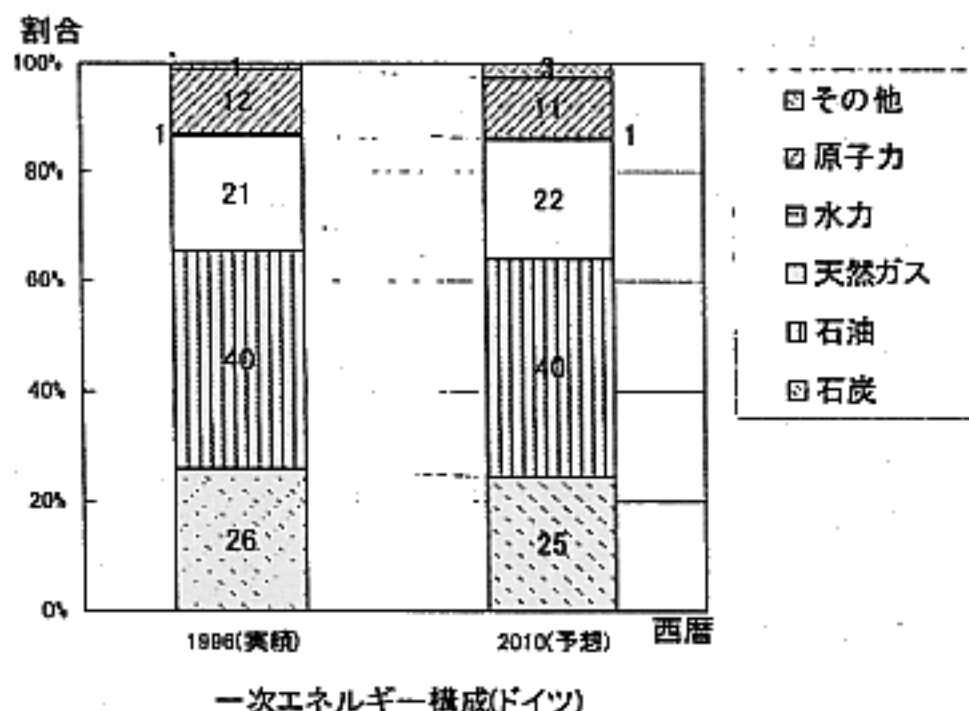 割合
100%
80%
60%
40%
20%
0%
1
12
1
21
40
26
3
11
1
22
40
25
1996(実績)
2010(予想)
西暦
その他
原子力
水力
天然ガス
石油
石炭
一次エネルギー構成(ドイツ)